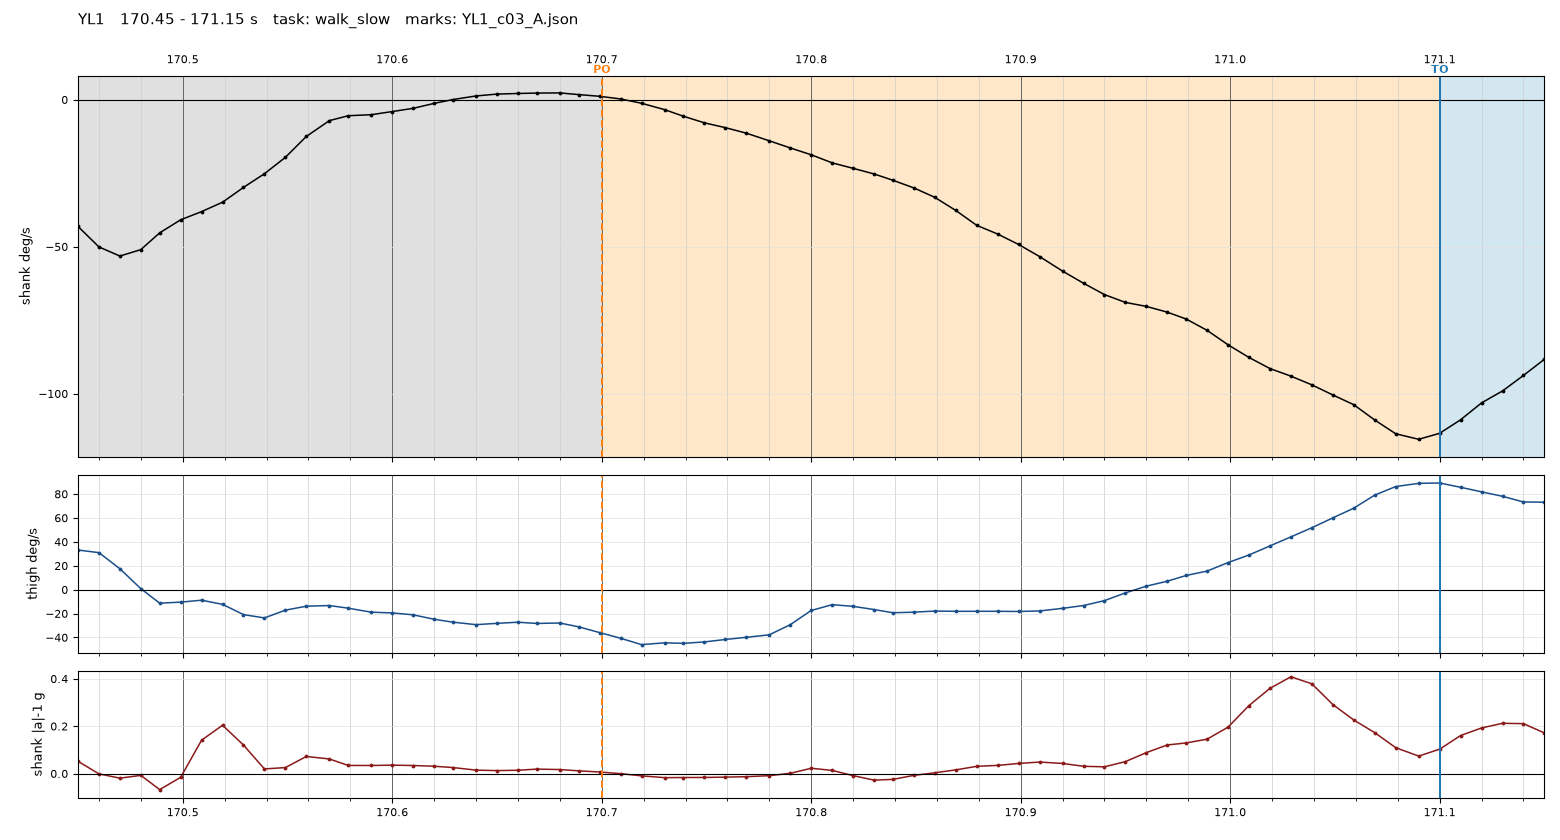 YL1   170.45 - 171.15 s   task: walk_slow   marks: YL1_c03_A.json
170.5 170.6 170.7 170.8 170.9 171.0 171.1
PO TO
shank deg/s
0
−50
−100
thigh deg/s
80
60
40
20
0
−20
−40
shank |a|-1 g
0.4
0.2
0.0
170.5 170.6 170.7 170.8 170.9 171.0 171.1